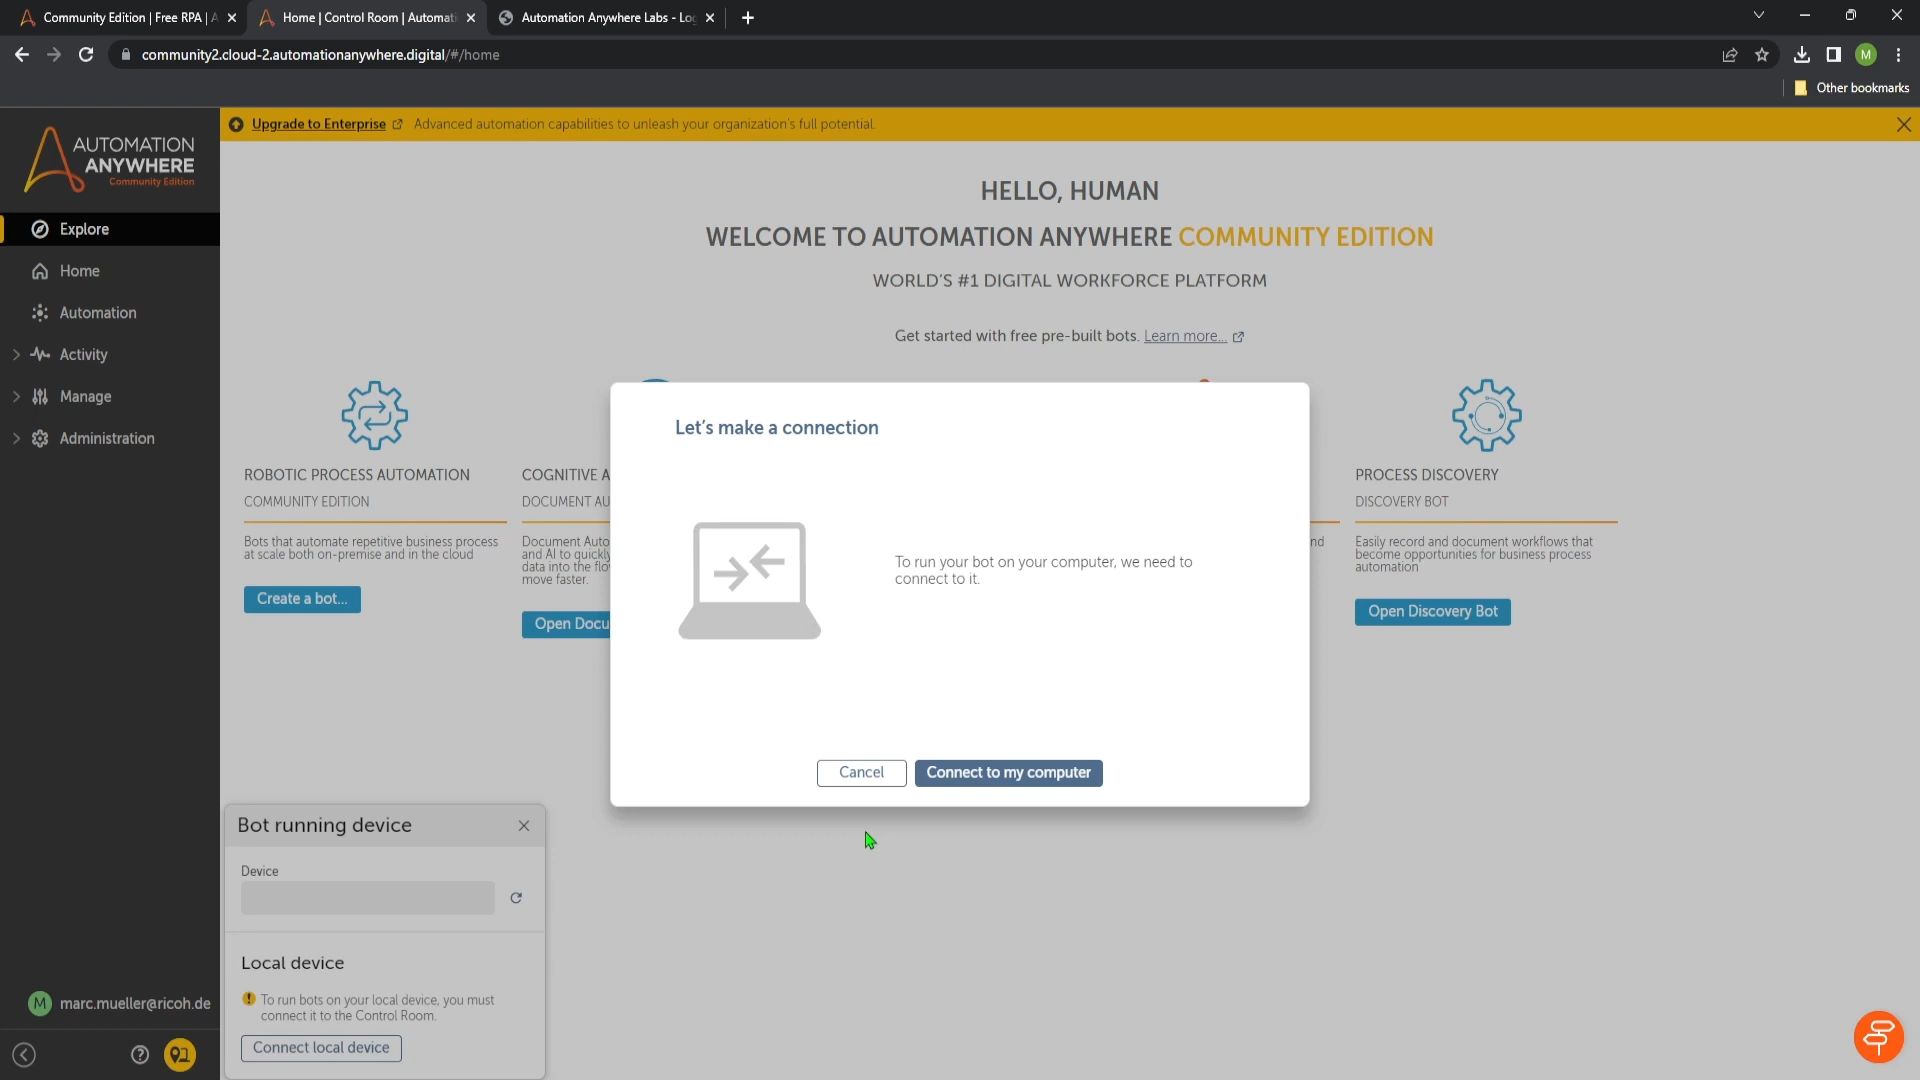 Community Edition | Free RPA | A
Home | Control Room | Automati
Automation Anywhere Labs - Lo
community2.cloud-2.automationanywhere.digital/#/home
M
Other bookmarks
AUTOMATION
ANYWHERE
Community Edition
Upgrade to Enterprise Advanced automation capabilities to unleash your organization's full potential.
Explore
Home
Automation
Activity
Manage
Administration
HELLO, HUMAN
WELCOME TO AUTOMATION ANYWHERE COMMUNITY EDITION
WORLD'S #1 DIGITAL WORKFORCE PLATFORM
Get started with free pre-built bots. Learn more...
ROBOTIC PROCESS AUTOMATION
COMMUNITY EDITION
Bots that automate repetitive business process
at scale both on-premise and in the cloud
Create a bot...
COGNITIVE A
DOCUMENT AU
Document Auto
and AI to quickly
data into the flo
move faster.
Open Docu
Let's make a connection
To run your bot on your computer, we need to
connect to it.
Cancel
Connect to my computer
nd
PROCESS DISCOVERY
DISCOVERY BOT
Easily record and document workflows that
become opportunities for business process
automation
Open Discovery Bot
Bot running device
Device
Local device
To run bots on your local device, you must
connect it to the Control Room.
Connect local device
M
marc.mueller@ricoh.de